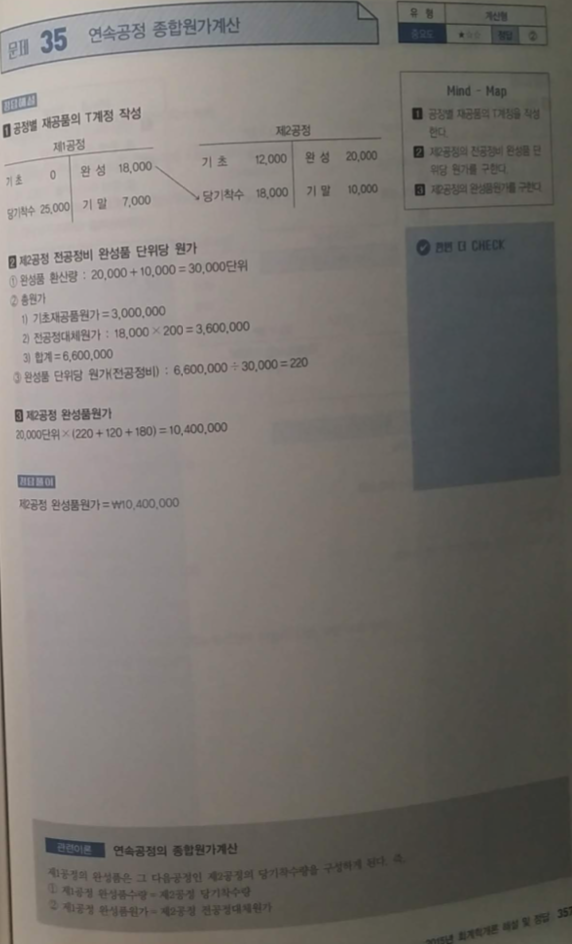 문제 35 연속공정 종합원가계산
유 형 계산형
중요도 ★☆☆ 정답 ②
정답해설
1 공정별 재공품의 T계정 작성
제1공정
기 초 0 완 성 18,000
당기착수 25,000 기 말 7,000
제2공정
기 초 12,000 완 성 20,000
당기착수 18,000 기 말 10,000
2 제2공정 전공정비 완성품 단위당 원가
① 완성품 환산량 : 20,000 + 10,000 = 30,000단위
② 총원가
1) 기초재공품원가 = 3,000,000
2) 전공정대체원가 : 18,000 × 200 = 3,600,000
3) 합계 = 6,600,000
③ 완성품 단위당 원가(전공정비) : 6,600,000 ÷ 30,000 = 220
3 제2공정 완성품원가
20,000단위 × (220 + 120 + 180) = 10,400,000
정답풀이
제2공정 완성품원가 = ₩10,400,000
Mind - Map
1 공정별 재공품의 T계정을 작성
한다.
2 제2공정의 전공정비 완성품 단
위당 원가를 구한다.
3 제2공정의 완성품원가를 구한다.
한번 더 CHECK
관련이론 연속공정의 종합원가계산
제1공정의 완성품은 그 다음공정인 제2공정의 당기착수량을 구성하게 된다. 즉,
① 제1공정 완성품수량 = 제2공정 당기착수량
② 제1공정 완성품원가 = 제2공정 전공정대체원가
회계학개론 해설 및 정답 357